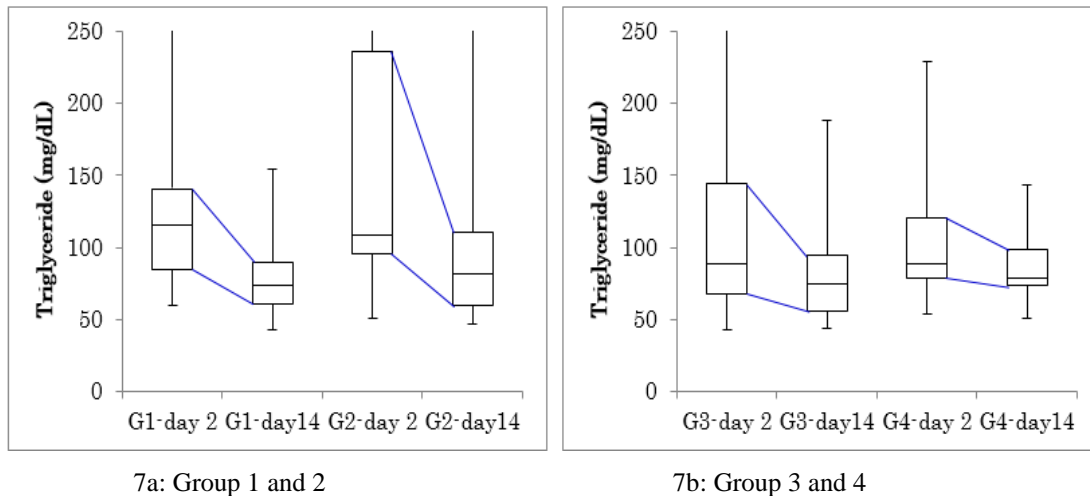 Triglyceride (mg/dL)
250
200
150
100
50
0
G1-day 2 G1-day14 G2-day 2 G2-day14
7a: Group 1 and 2
Triglyceride (mg/dL)
250
200
150
100
50
0
G3-day 2 G3-day14 G4-day 2 G4-day14
7b: Group 3 and 4